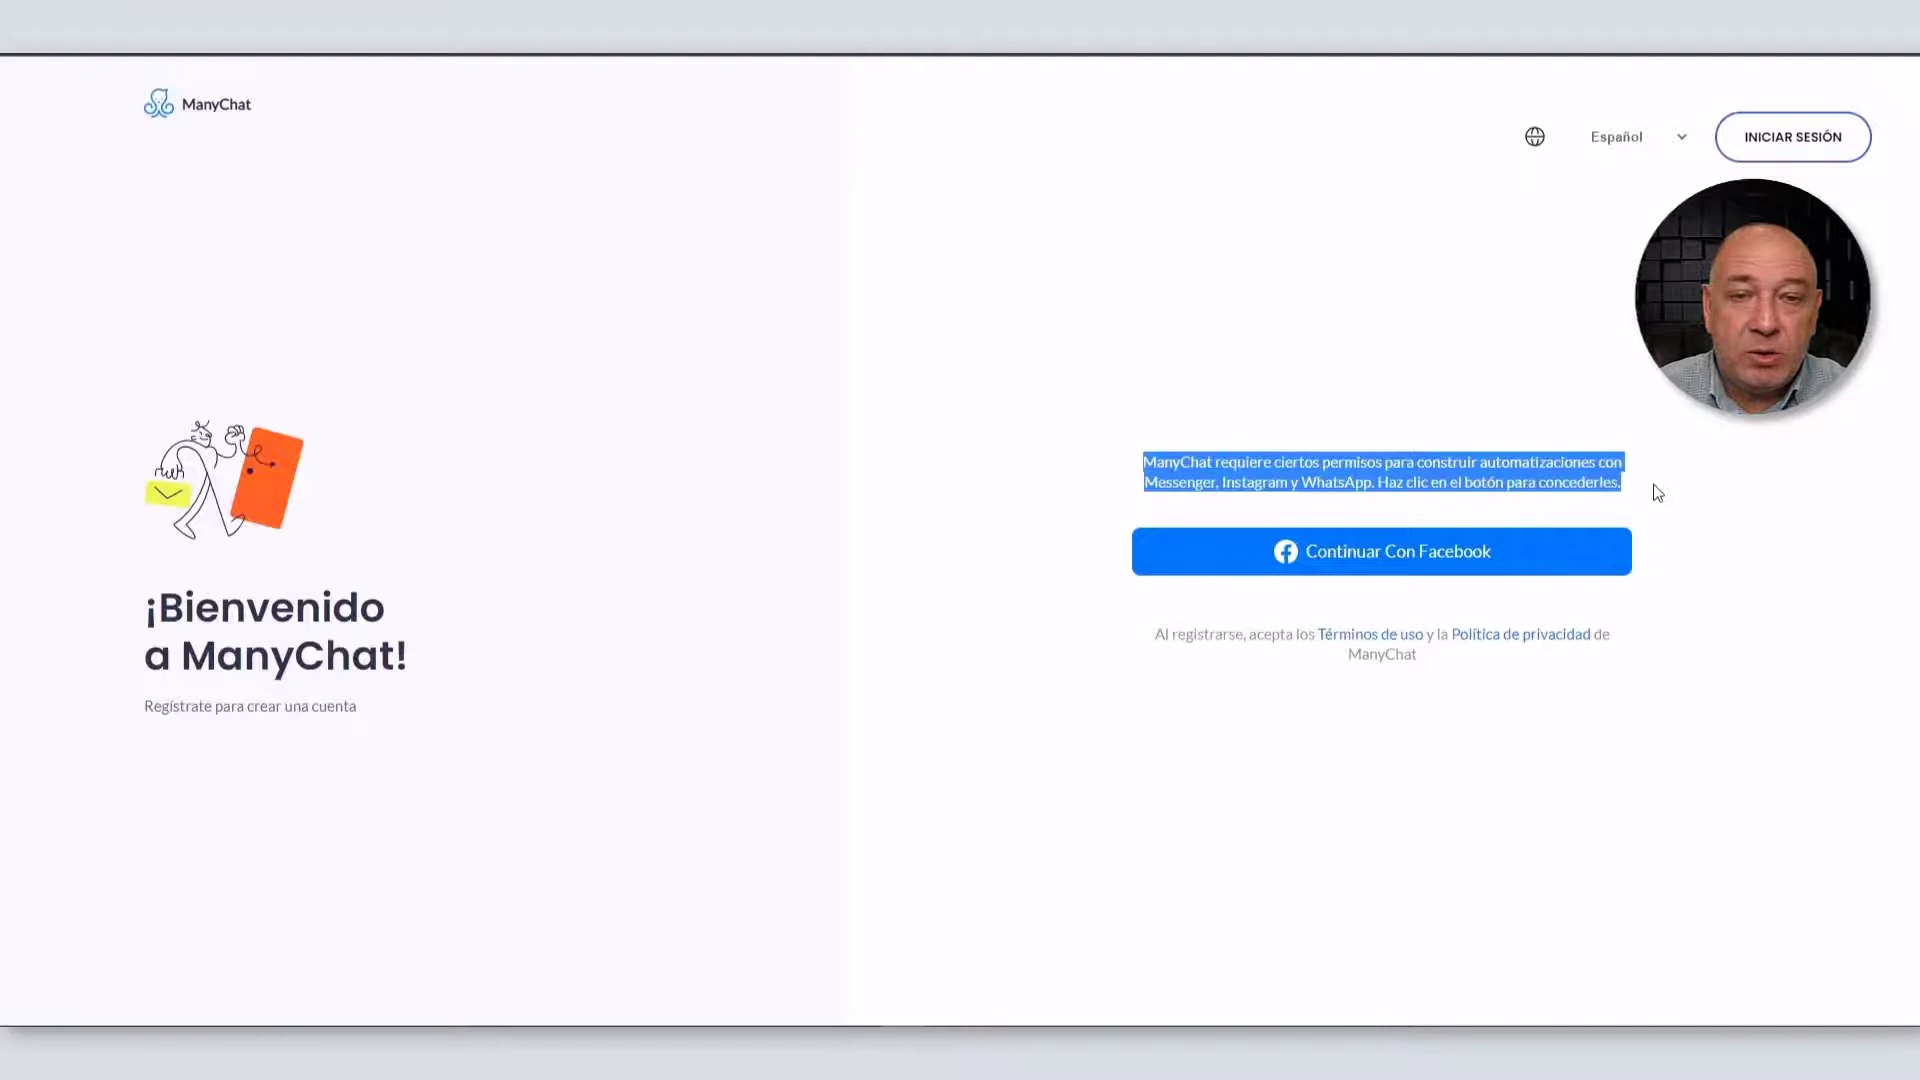 ManyChat
Español
INICIAR SESIÓN
ManyChat requiere ciertos permisos para construir automatizaciones con
Messenger, Instagram y WhatsApp. Haz clic en el botón para concederles.
Continuar Con Facebook
Al registrarse, acepta los Términos de uso y la Política de privacidad de
ManyChat
¡Bienvenido
a ManyChat!
Regístrate para crear una cuenta